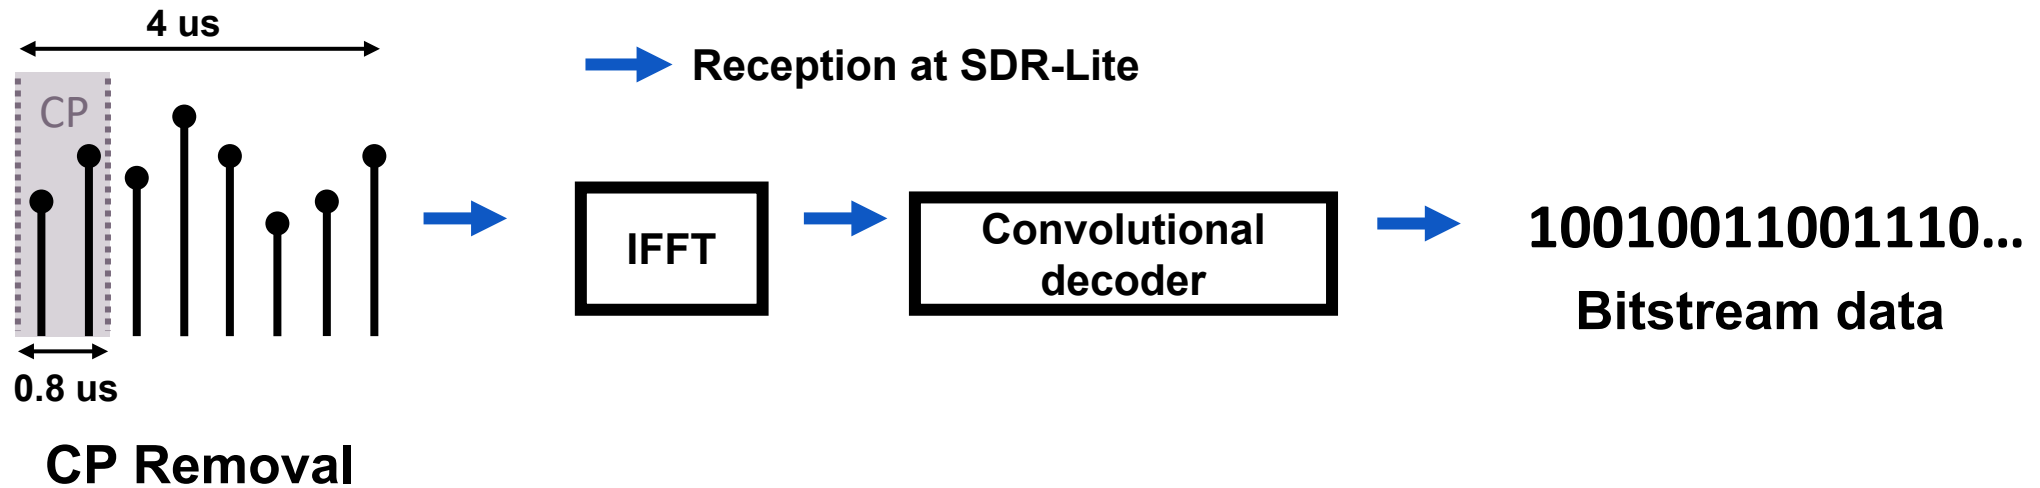 4 us
Reception at SDR-Lite
CP
IFFT
Convolutional
decoder
10010011001110...
Bitstream data
0.8 us
CP Removal